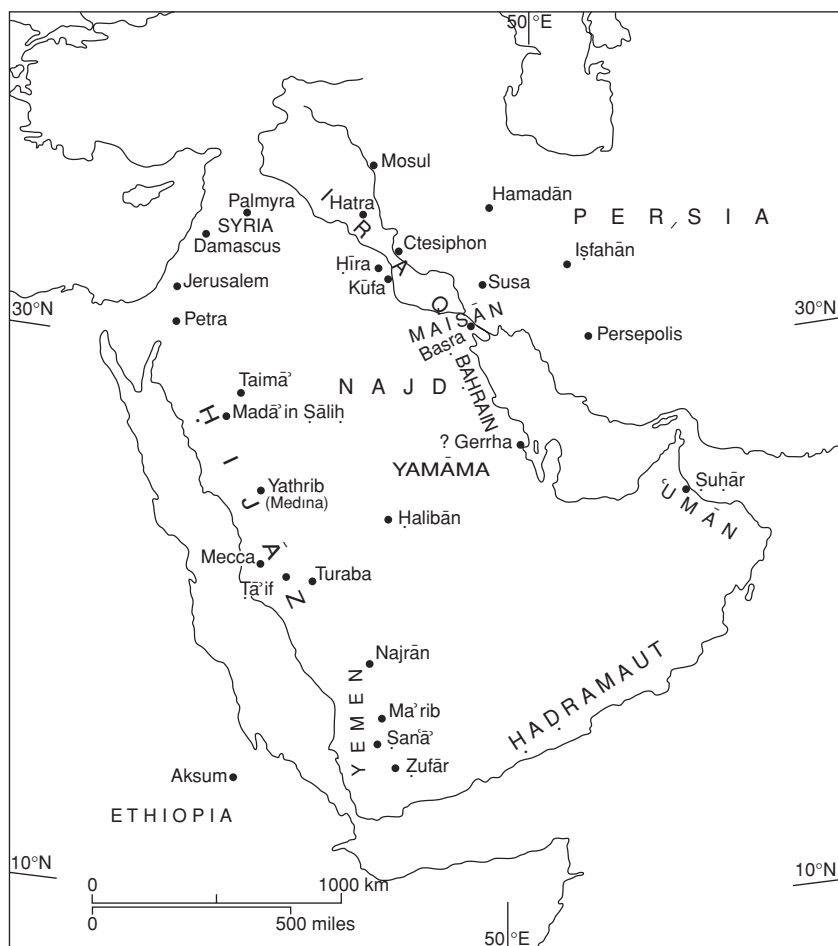 50 °E
Mosul
Hamadān
Hatra
Palmyra
P E R S I A
SYRIA
Damascus
Ctesiphon
Iṣfahān
I R A Q
Ḥīra
Kūfa
Susa
Jerusalem
30°N
30°N
Petra
MAISĀN
Baṣra
Persepolis
Taimāʾ
N A J D
BAḤRAIN
Madāʾin Ṣāliḥ
? Gerrha
YAMĀMA
Ḥ I J Ā Z
Yathrib
(Medina)
Ṣuḥār
ʿUMĀN
Ḥalibān
Mecca
Ṭāʾif
Turaba
Najrān
YEMEN
ḤAḌRAMAUT
Maʾrib
Ṣanʿāʾ
Ẓufār
Aksum
ETHIOPIA
10°N
10°N
0 1000 km
0 500 miles
50 °E